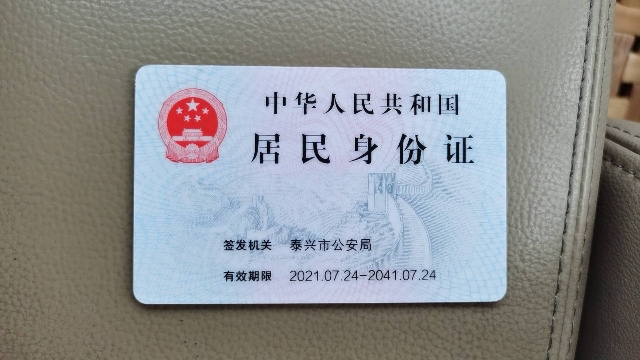 中华人民共和国
居民身份证
签发机关 泰兴市公安局
有效期限 2021.07.24-2041.07.24